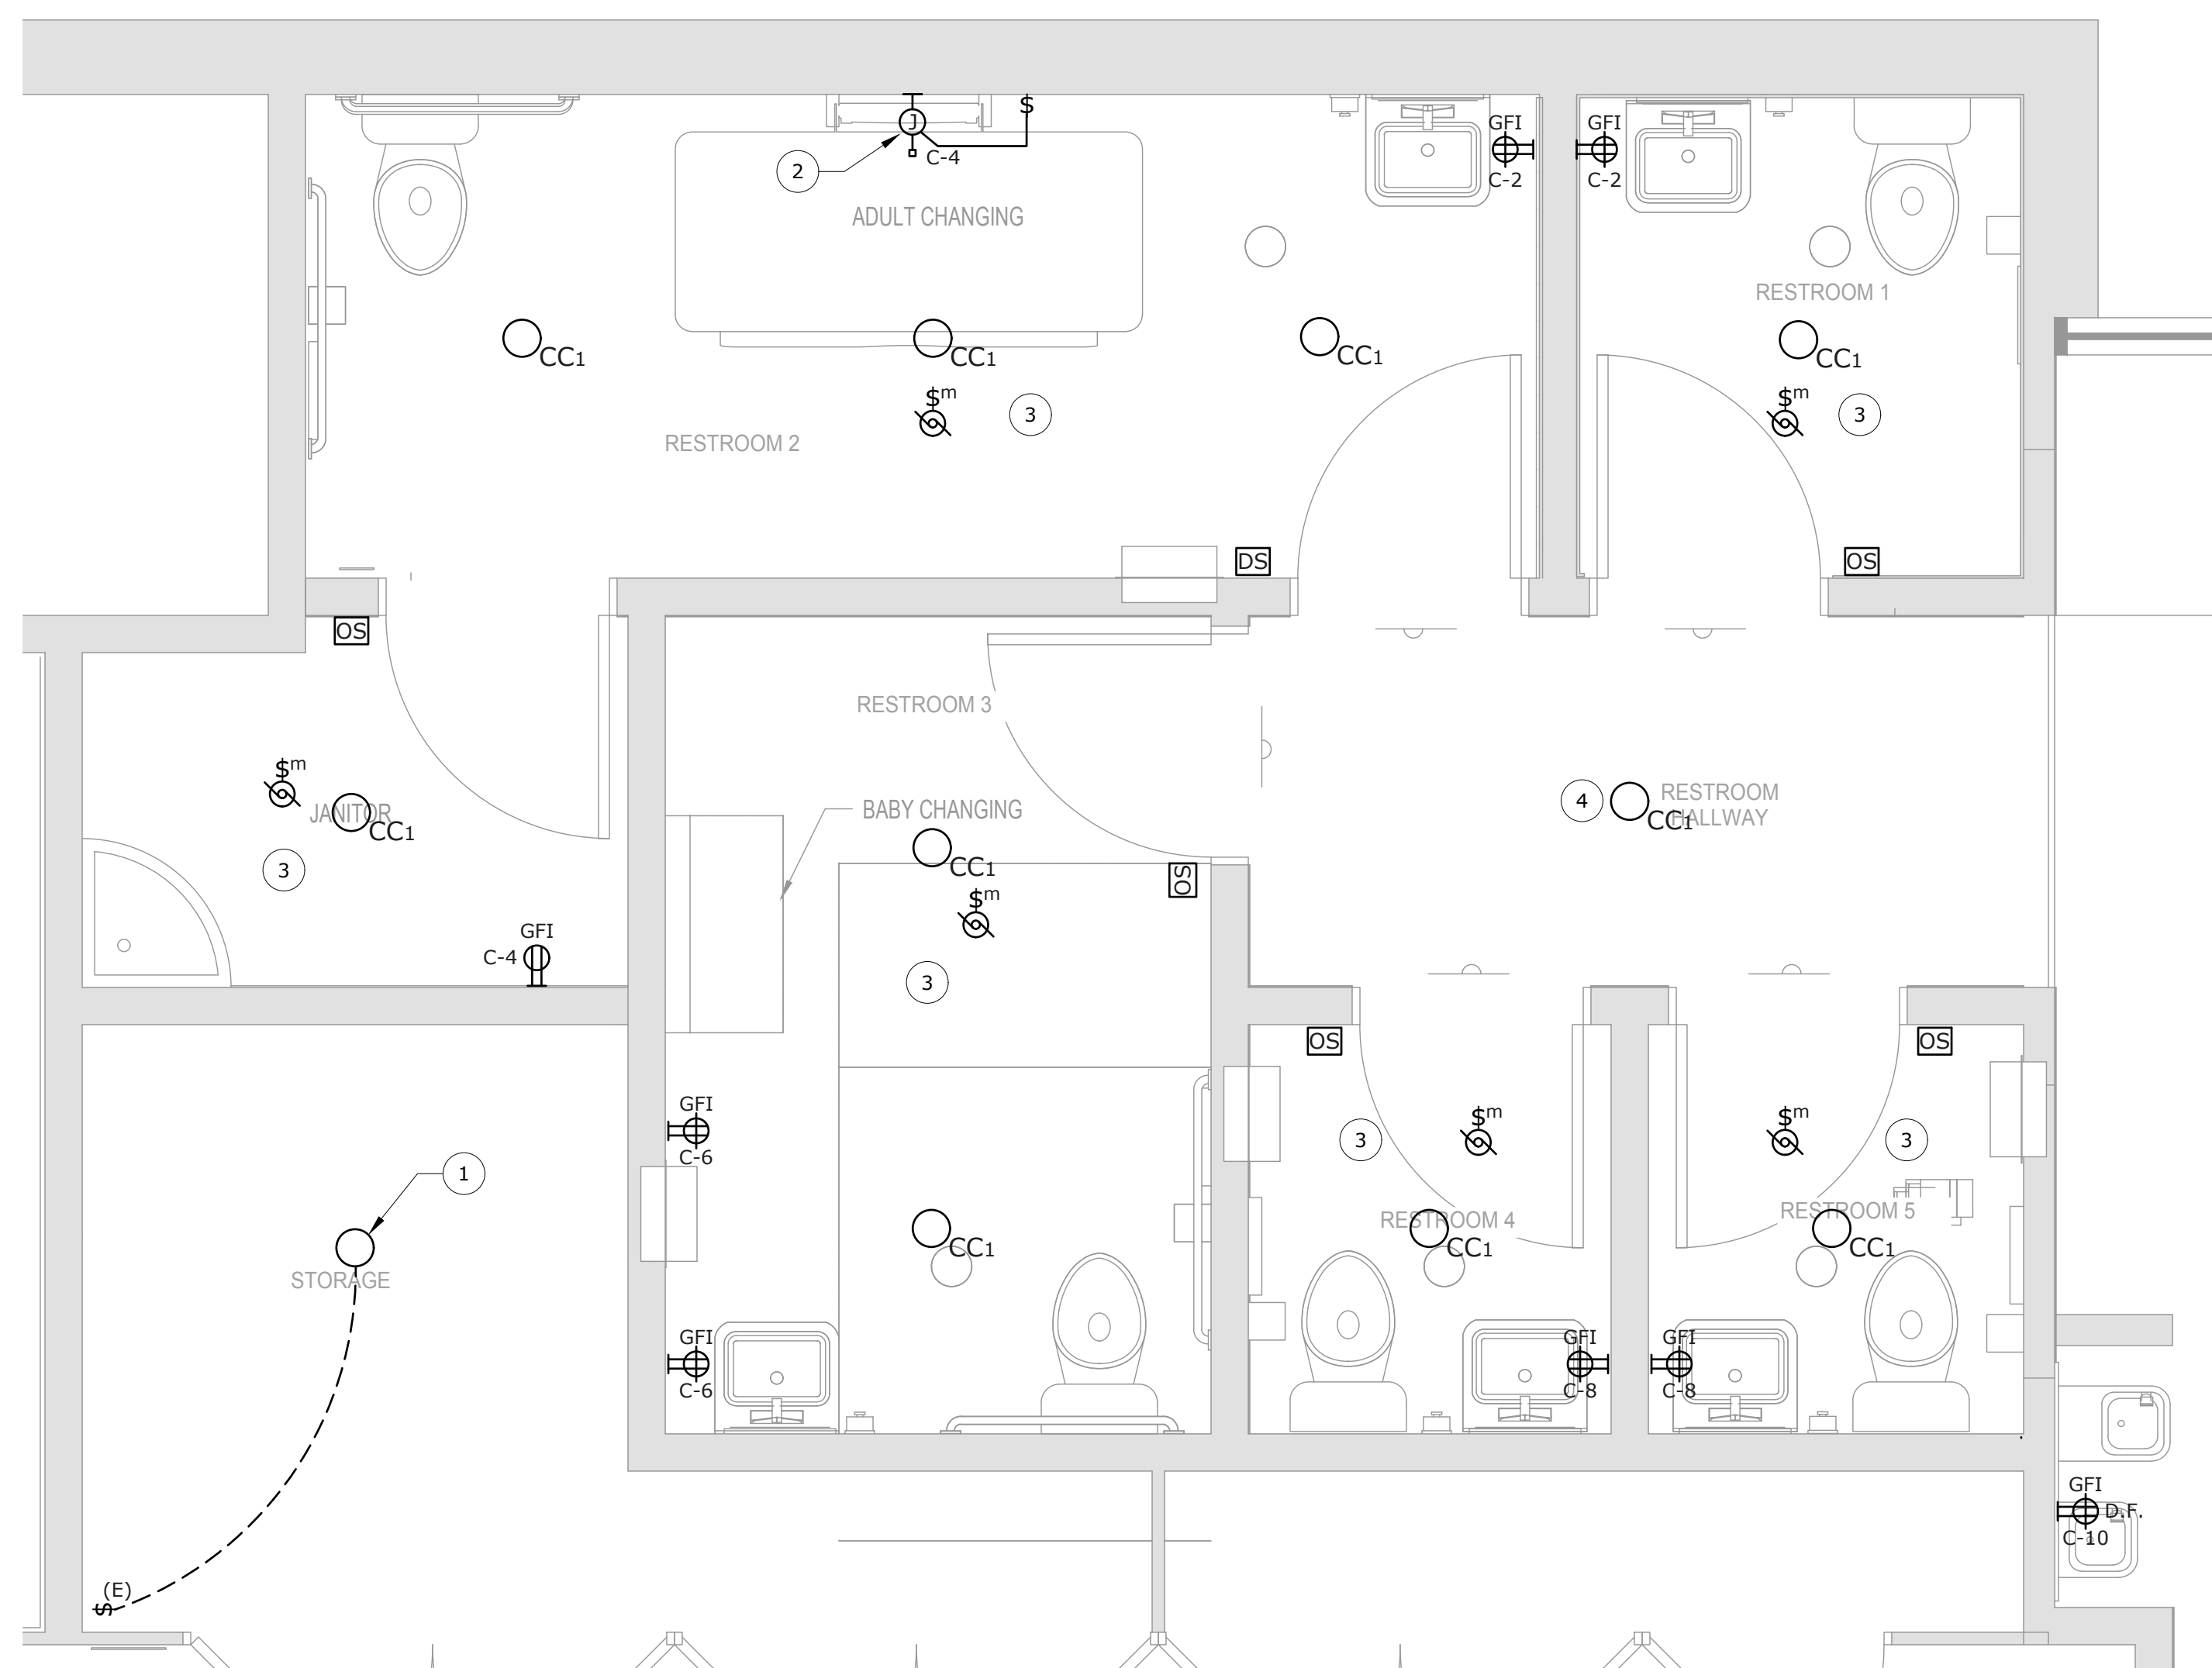 $
J
GFI
GFI
2
C-4
C-2
C-2
ADULT CHANGING
RESTROOM 1
CC1
CC1
CC1
CC1
$m
3
$m
3
RESTROOM 2
DS
OS
OS
RESTROOM 3
$m
JANITOR
CC1
BABY CHANGING
4
RESTROOM
HALLWAY
CC1
CC1
3
OS
$m
GFI
C-4
3
OS
OS
GFI
C-6
3
$m
$m
3
1
RESTROOM 4
RESTROOM 5
CC1
CC1
CC1
STORAGE
GFI
C-6
GFI
C-8
GFI
C-8
GFI
D.F.
C-10
(E)
$